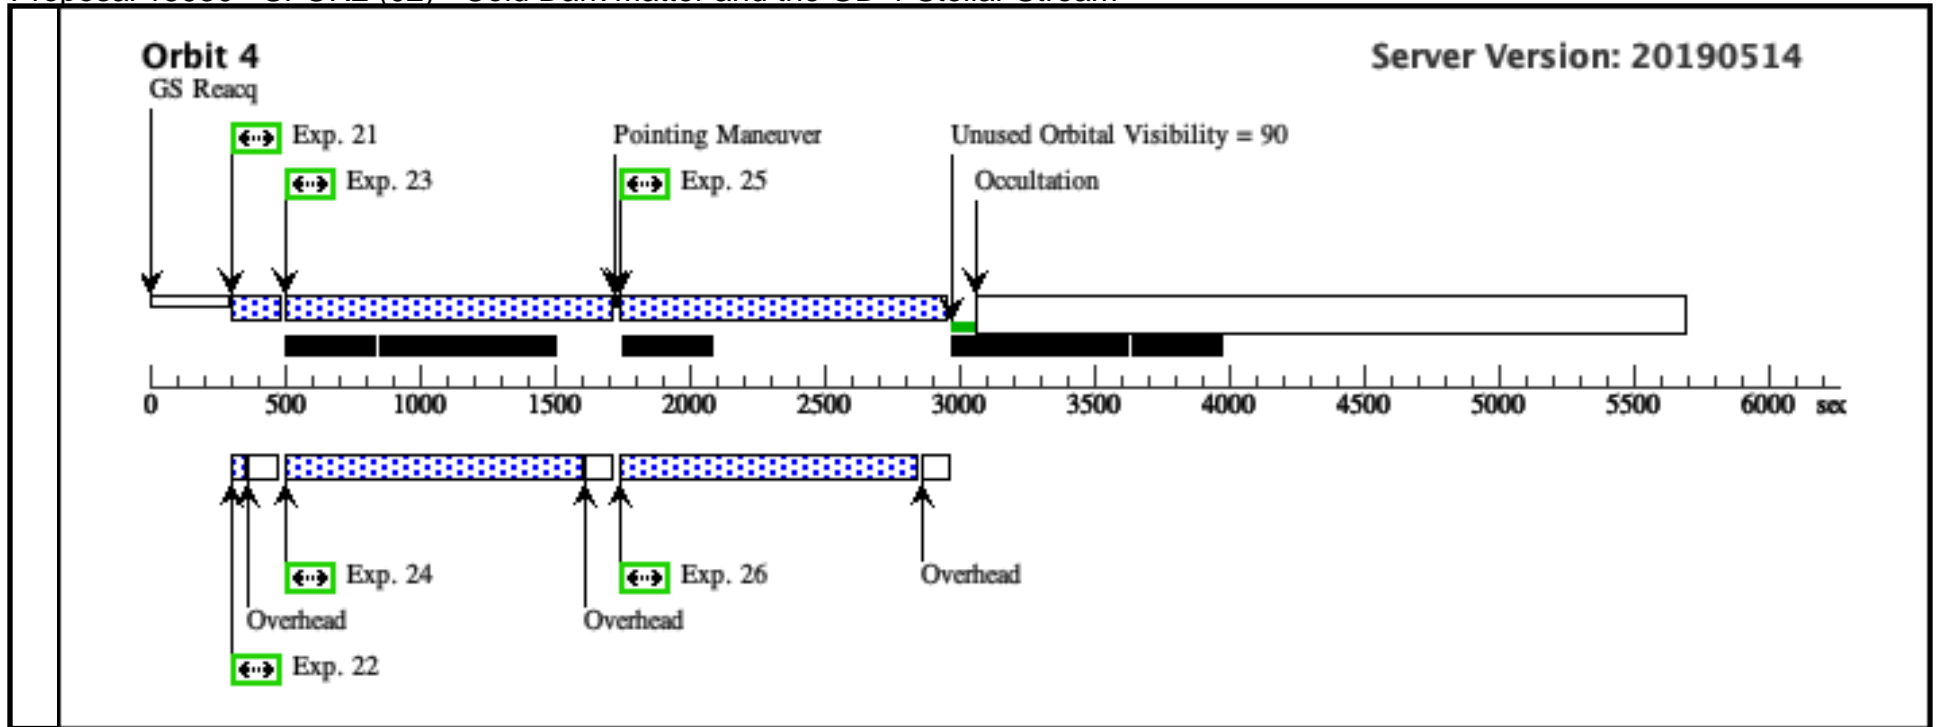 Orbit 4
Server Version: 20190514
GS Reacq
Exp. 21
Pointing Maneuver
Unused Orbital Visibility = 90
Exp. 23
Exp. 25
Occultation
0 500 1000 1500 2000 2500 3000 3500 4000 4500 5000 5500 6000 sec
Exp. 24
Exp. 26
Overhead
Overhead
Overhead
Exp. 22